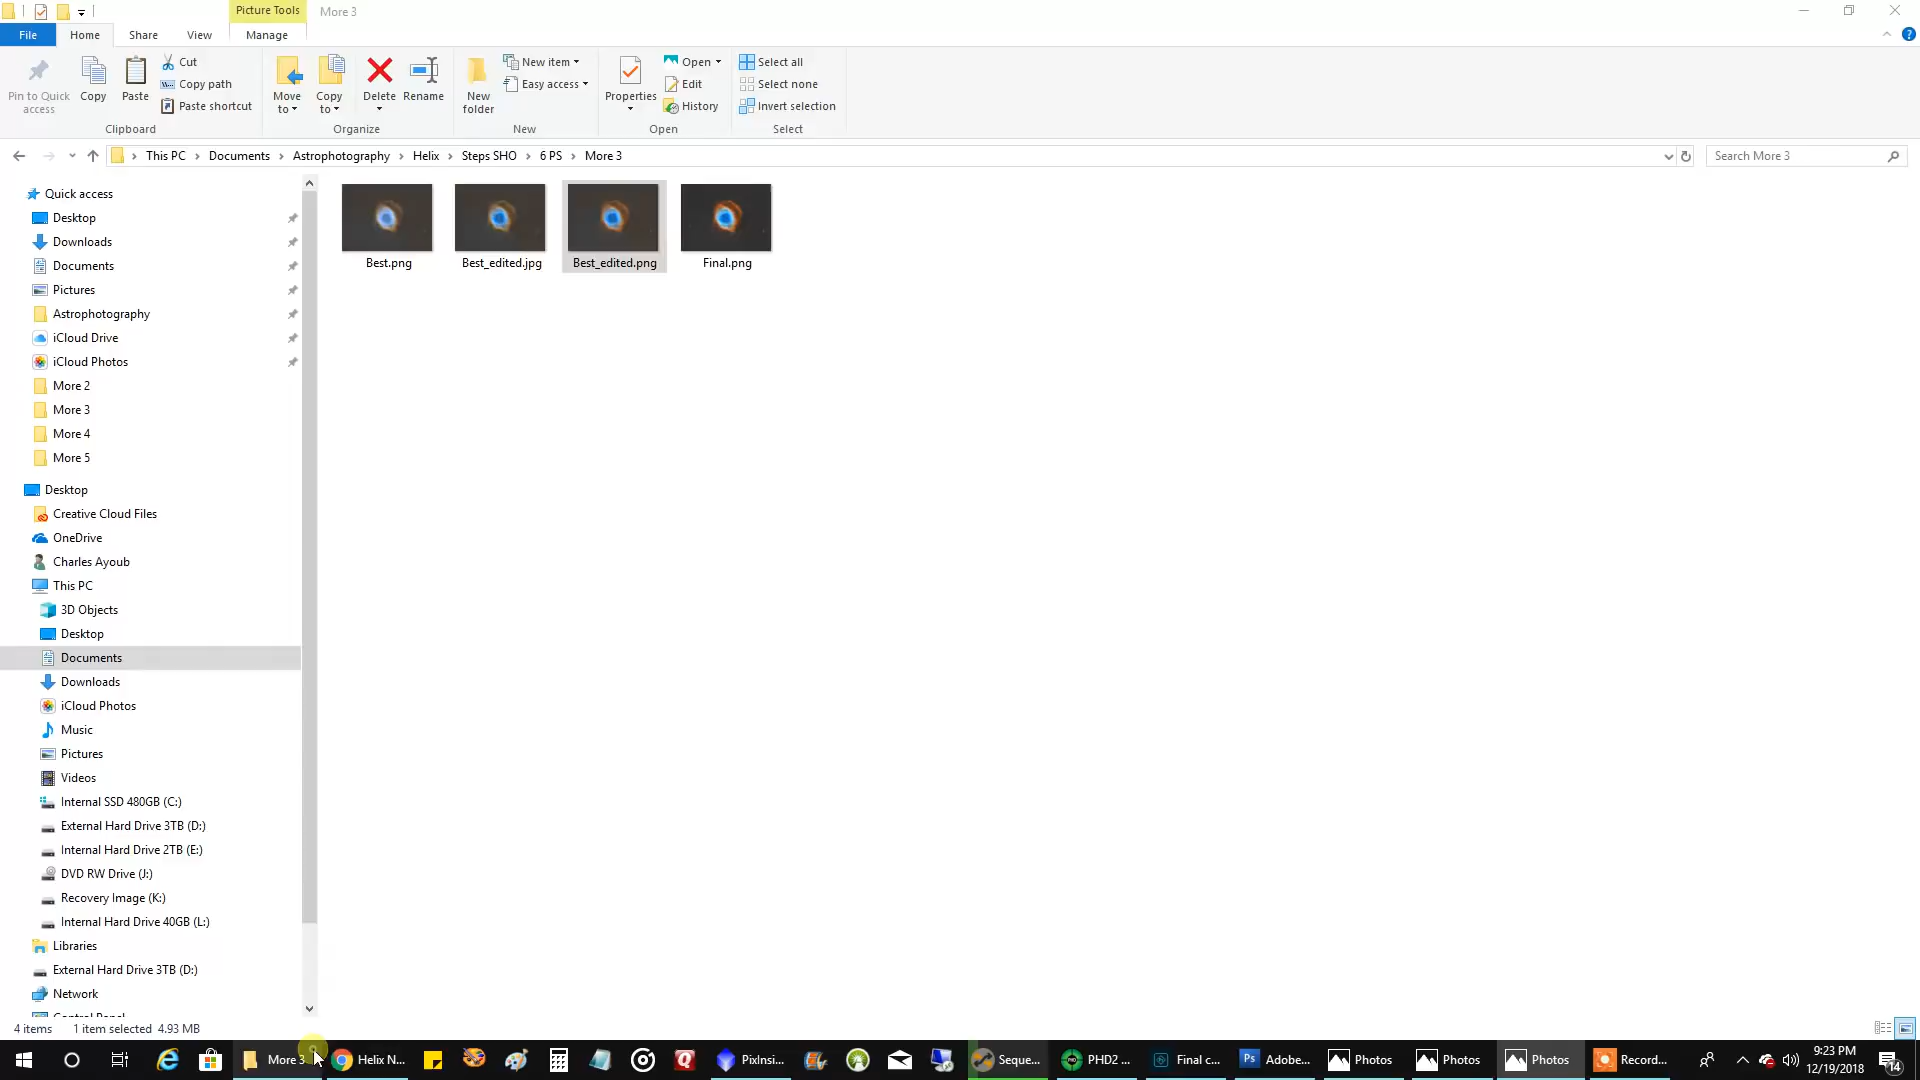 Picture Tools
More 3
File
Home
Share
View
Manage
Pin to Quick access
Copy
Paste
Cut
Copy path
Paste shortcut
Clipboard
Move to
Copy to
Delete
Rename
Organize
New folder
New item
Easy access
New
Properties
Open
Edit
History
Open
Select all
Select none
Invert selection
Select
This PC
Documents
Astrophotography
Helix
Steps SHO
6 PS
More 3
Search More 3
Quick access
Desktop
Downloads
Documents
Pictures
Astrophotography
iCloud Drive
iCloud Photos
More 2
More 3
More 4
More 5
Desktop
Creative Cloud Files
OneDrive
Charles Ayoub
This PC
3D Objects
Desktop
Documents
Downloads
iCloud Photos
Music
Pictures
Videos
Internal SSD 480GB (C:)
External Hard Drive 3TB (D:)
Internal Hard Drive 2TB (E:)
DVD RW Drive (J:)
Recovery Image (K:)
Internal Hard Drive 40GB (L:)
Libraries
External Hard Drive 3TB (D:)
Network
Best.png
Best_edited.jpg
Best_edited.png
Final.png
4 items
1 item selected 4.93 MB
More 3
Helix N...
PixInsi...
Seque...
PHD2 ...
Final c...
Ps
Adobe...
Photos
Photos
Photos
Record...
9:23 PM
12/19/2018
14